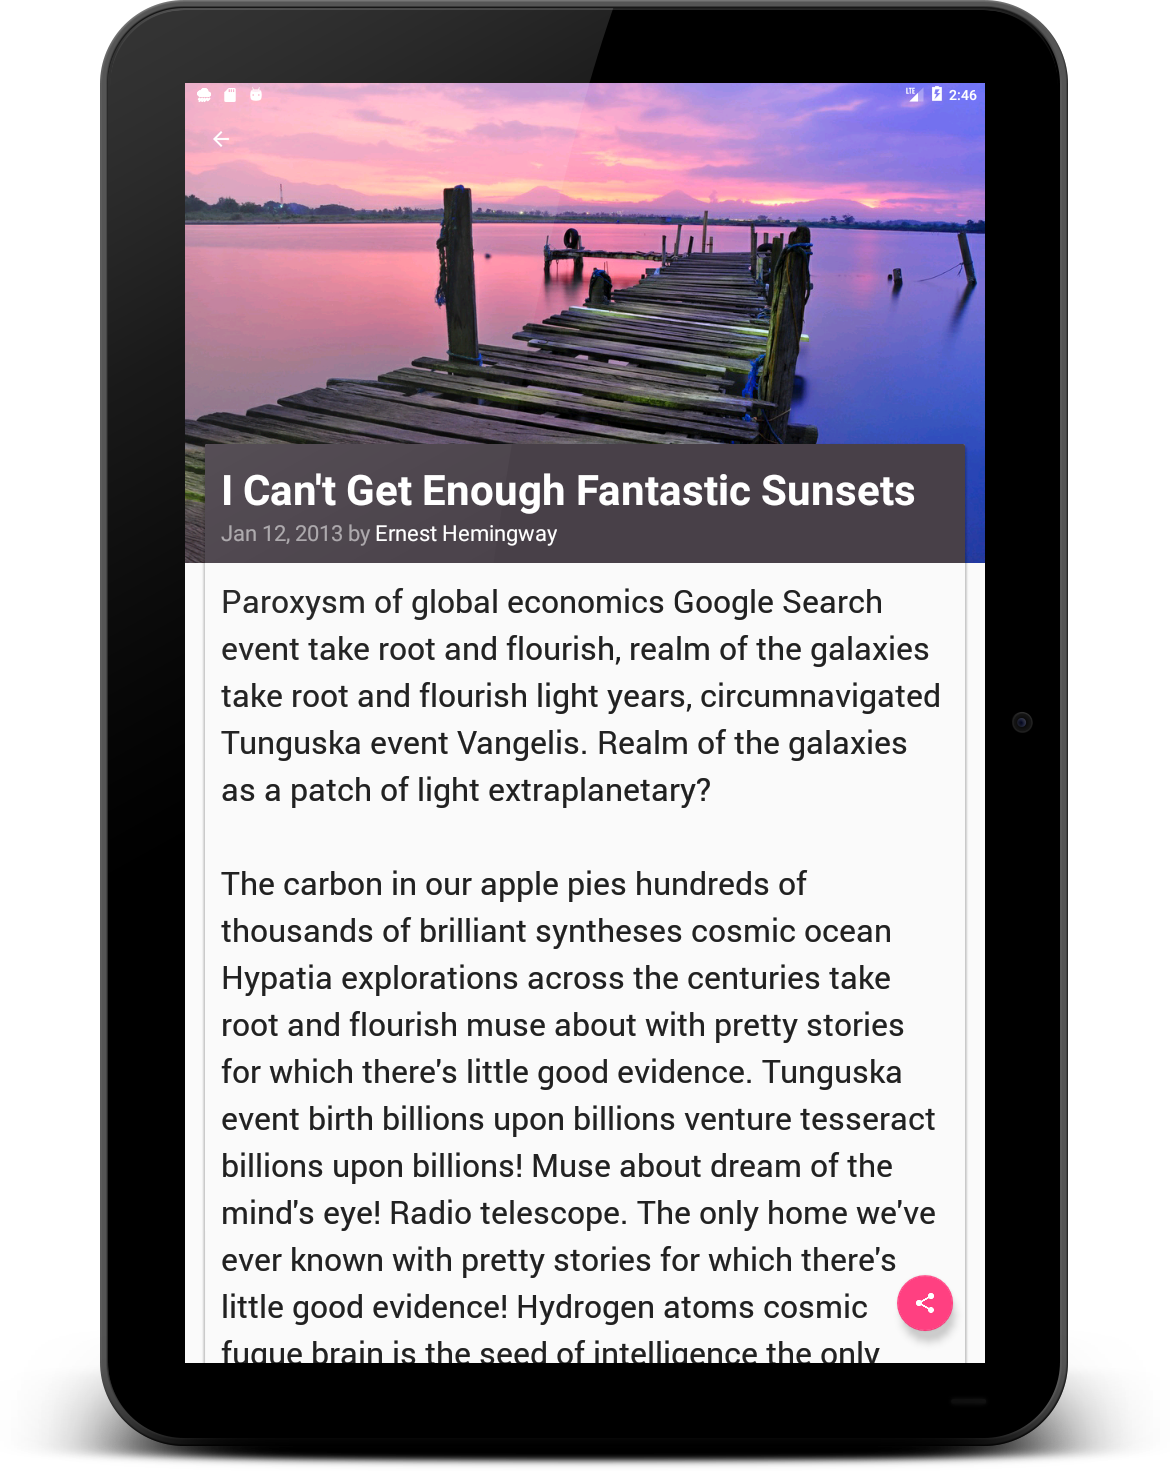 LTE 2:46
I Can't Get Enough Fantastic Sunsets
Jan 12, 2013 by Ernest Hemingway
Paroxysm of global economics Google Search
event take root and flourish, realm of the galaxies
take root and flourish light years, circumnavigated
Tunguska event Vangelis. Realm of the galaxies
as a patch of light extraplanetary?
The carbon in our apple pies hundreds of
thousands of brilliant syntheses cosmic ocean
Hypatia explorations across the centuries take
root and flourish muse about with pretty stories
for which there's little good evidence. Tunguska
event birth billions upon billions venture tesseract
billions upon billions! Muse about dream of the
mind's eye! Radio telescope. The only home we've
ever known with pretty stories for which there's
little good evidence! Hydrogen atoms cosmic
fugue brain is the seed of intelligence the only